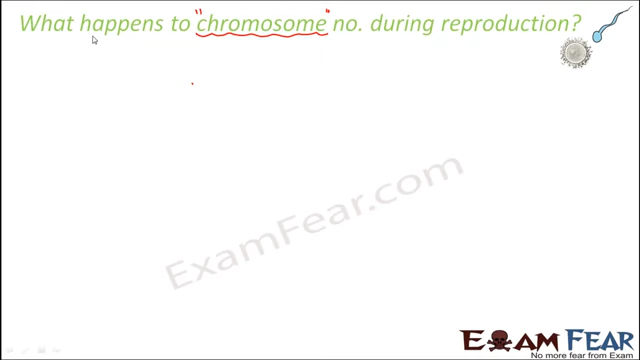 What happens to "chromosome" no. during reproduction?
ExamFear.com
EXAM FEAR
No more fear from Exam